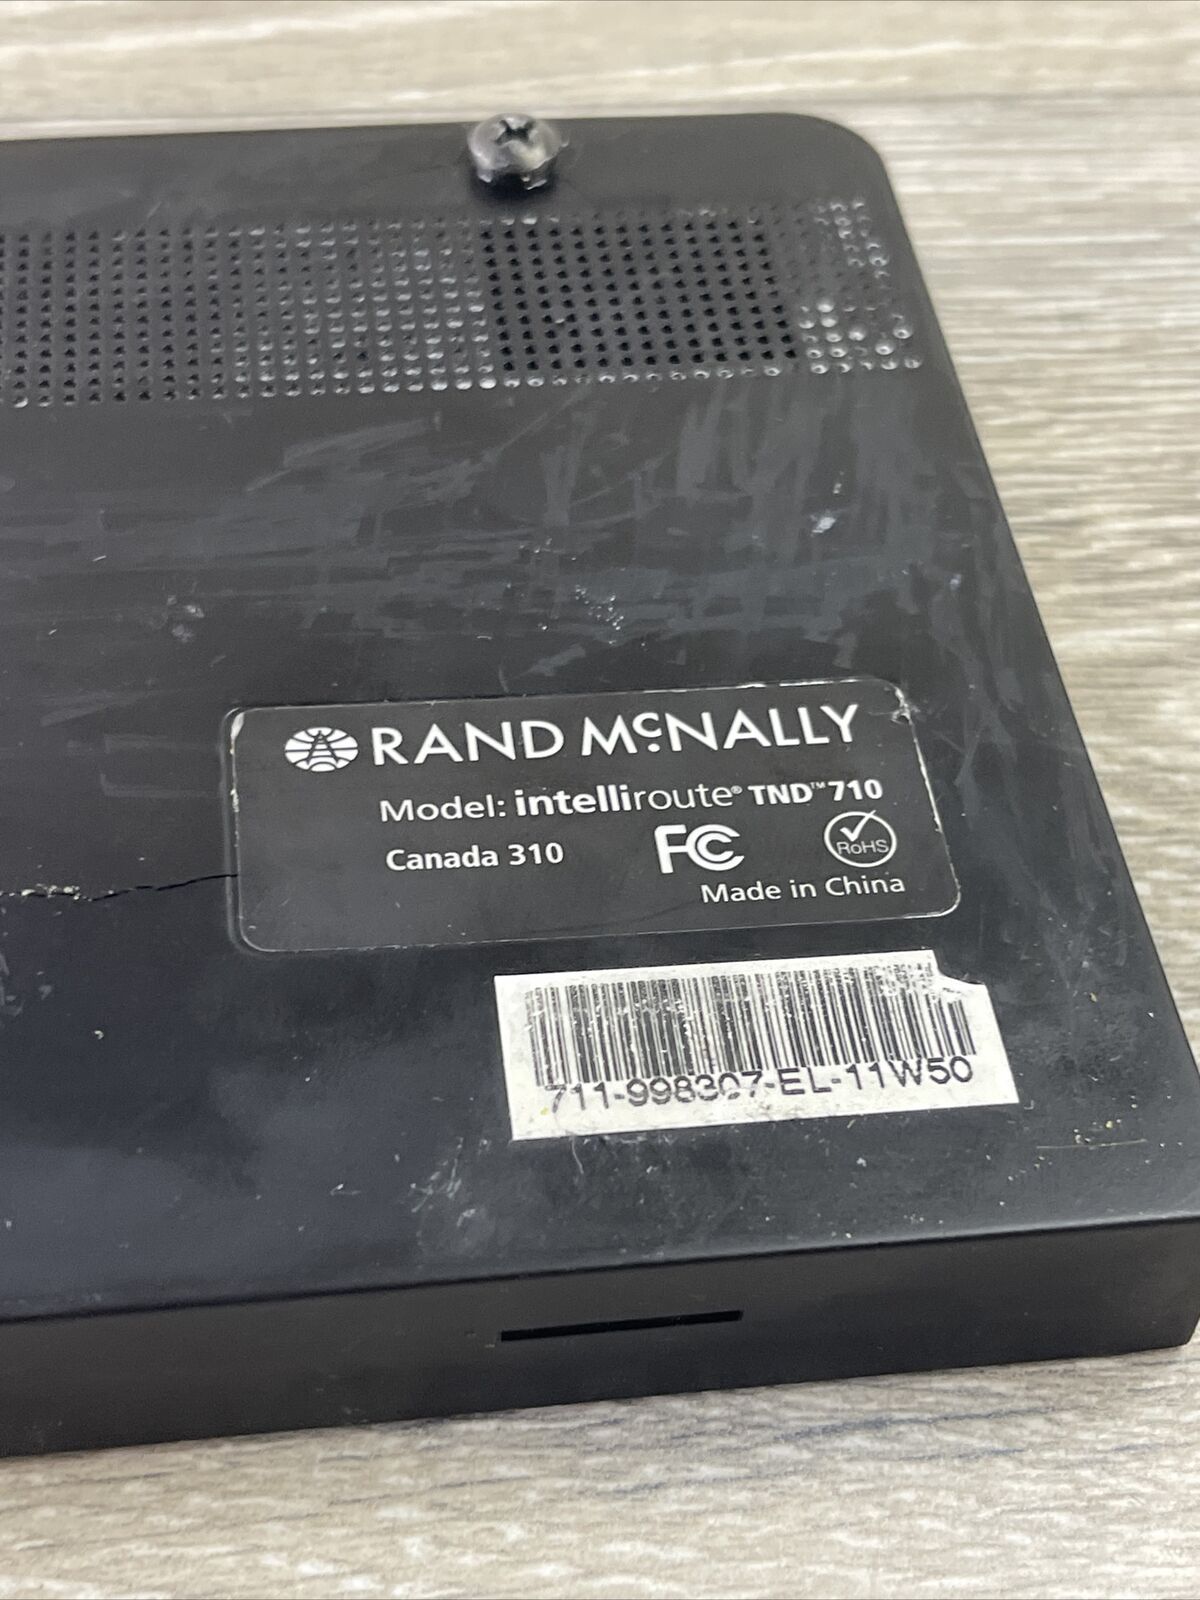 RAND McNALLY
Model: intelliroute® TND™ 710
Canada 310 FC RoHS
Made in China
711-998307-EL-11W50